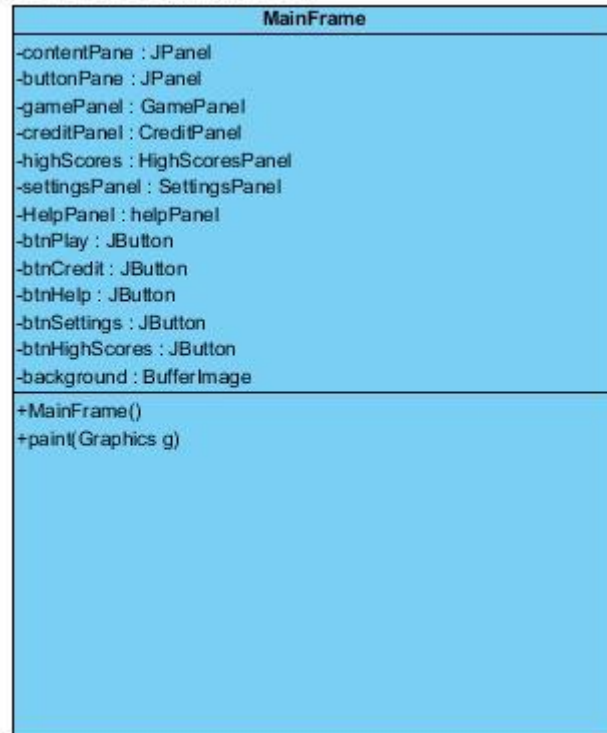 MainFrame
-contentPane : JPanel
-buttonPane : JPanel
-gamePanel : GamePanel
-creditPanel : CreditPanel
-highScores : HighScoresPanel
-settingsPanel : SettingsPanel
-HelpPanel : helpPanel
-btnPlay : JButton
-btnCredit : JButton
-btnHelp : JButton
-btnSettings : JButton
-btnHighScores : JButton
-background : BufferImage
+MainFrame()
+paint(Graphics g)